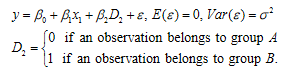 y = β₀ + β₁x₁ + β₂D₂ + ε, E(ε) = 0, Var(ε) = σ²
D₂ = {0 if an observation belongs to group A
1 if an observation belongs to group B.